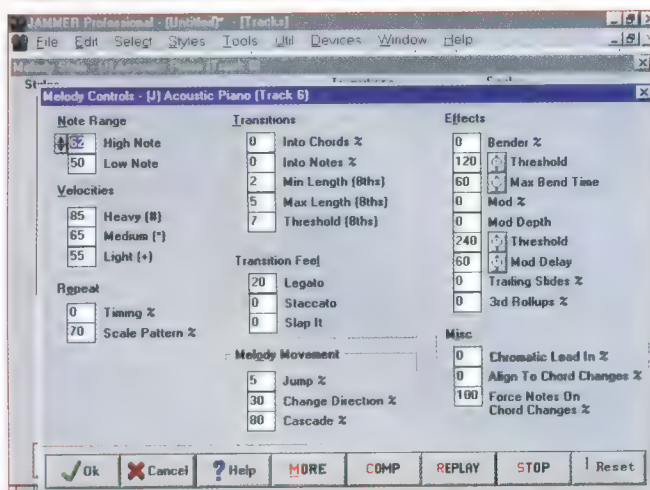 JAMMER Professional - [Untitled]* - [Tracks]
File Edit Select Styles Tools Util Devices Window Help
Melody Controls - [J] Acoustic Piano (Track 6)
Note Range
62 High Note
50 Low Note
Velocities
85 Heavy (#)
65 Medium (*)
55 Light (+)
Repeat
0 Timing %
70 Scale Pattern %
Transitions
0 Into Chords %
0 Into Notes %
2 Min Length (8ths)
5 Max Length (8ths)
7 Threshold (8ths)
Transition Feel
20 Legato
0 Staccato
0 Slap It
Melody Movement
5 Jump %
30 Change Direction %
80 Cascade %
Effects
0 Bender %
120 Threshold
60 Max Bend Time
0 Mod %
0 Mod Depth
240 Threshold
60 Mod Delay
0 Trailing Slides %
0 3rd Rollups %
Misc
0 Chromatic Lead In %
0 Align To Chord Changes %
100 Force Notes On
Chord Changes %
Ok Cancel ? Help MORE COMP REPLAY STOP ! Reset